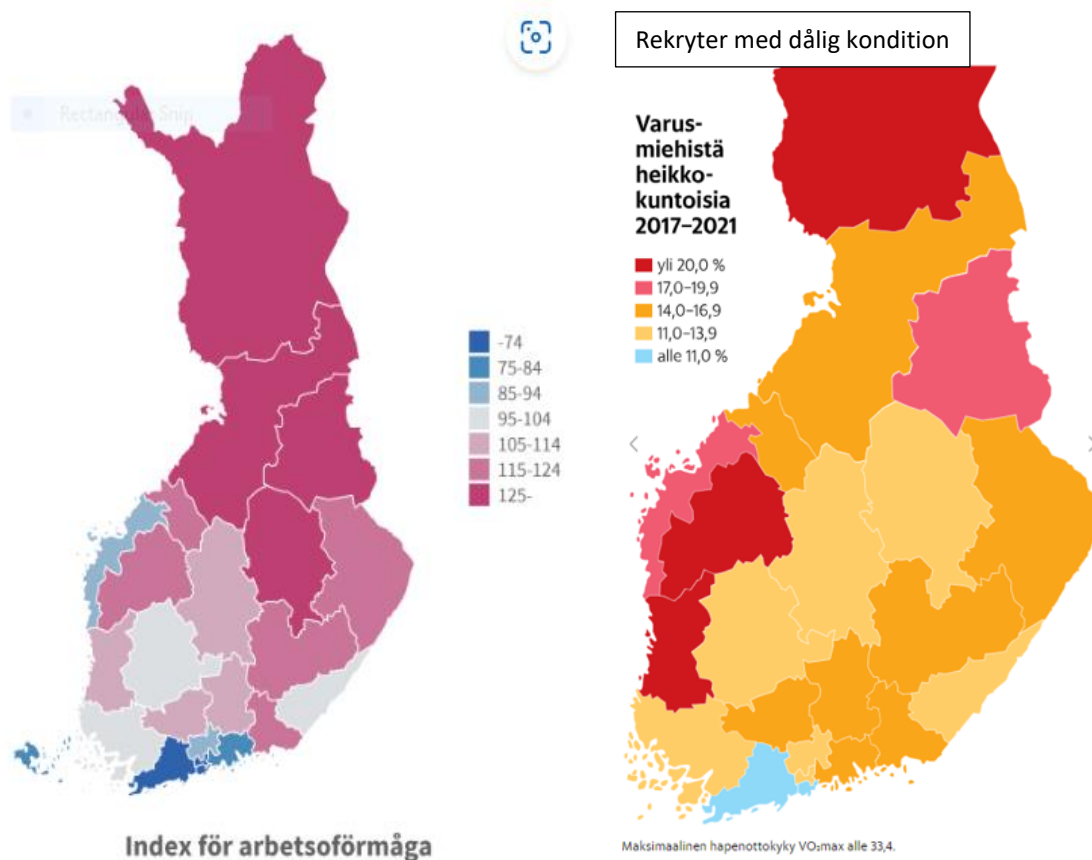 Rectangular Snip
-74
75-84
85-94
95-104
105-114
115-124
125-
Index för arbetsoförmåga
Rekryter med dålig kondition
Varus-
miehistä
heikko-
kuntoisia
2017–2021
yli 20,0 %
17,0–19,9
14,0–16,9
11,0–13,9
alle 11,0 %
Maksimaalinen hapenottokyky VO₂max alle 33,4.